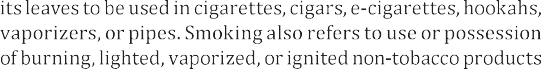 its leaves to be used in cigarettes, cigars, e-cigarettes, hookahs,
vaporizers, or pipes. Smoking also refers to use or possession
of burning, lighted, vaporized, or ignited non-tobacco products